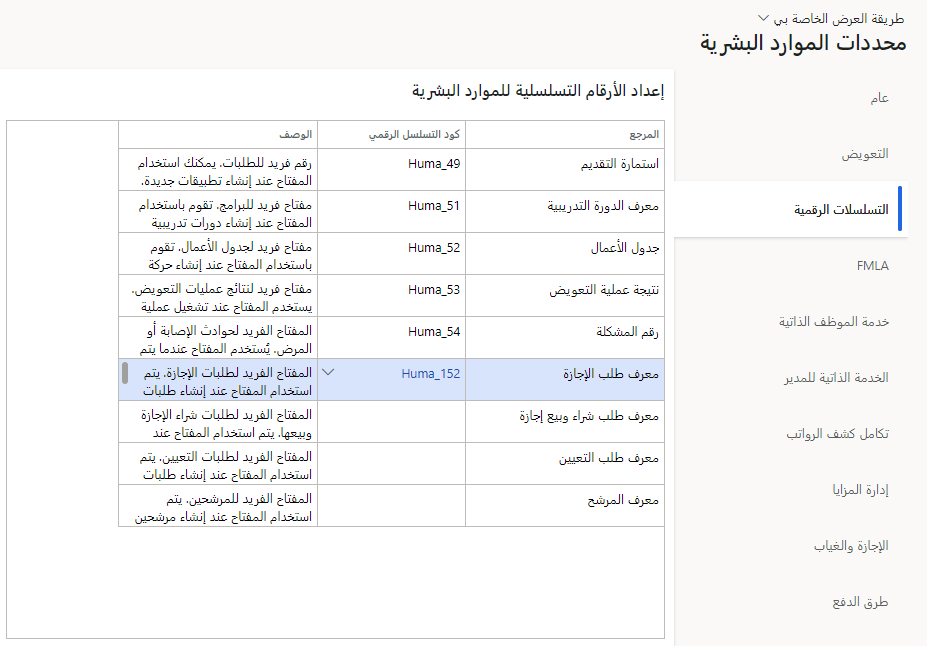 طريقة العرض الخاصة بي
محددات الموارد البشرية
عام
التعويض
التسلسلات الرقمية
FMLA
خدمة الموظف الذاتية
الخدمة الذاتية للمدير
تكامل كشف الرواتب
إدارة المزايا
الإجازة والغياب
طرق الدفع
إعداد الأرقام التسلسلية للموارد البشرية
المرجع كود التسلسل الرقمي الوصف
استمارة التقديم Huma_49 رقم فريد للطلبات. يمكنك استخدام
المفتاح عند إنشاء تطبيقات جديدة.
معرف الدورة التدريبية Huma_51 مفتاح فريد للبرامج. تقوم باستخدام
المفتاح عند إنشاء دورات تدريبية
جدول الأعمال Huma_52 مفتاح فريد لجدول الأعمال. تقوم
باستخدام المفتاح عند إنشاء حركة
نتيجة عملية التعويض Huma_53 مفتاح فريد لنتائج عمليات التعويض.
يستخدم المفتاح عند تشغيل عملية
رقم المشكلة Huma_54 المفتاح الفريد لحوادث الإصابة أو
المرض. يُستخدم المفتاح عندما يتم
معرف طلب الإجازة Huma_152 المفتاح الفريد لطلبات الإجازة. يتم
استخدام المفتاح عند إنشاء طلبات
معرف طلب شراء وبيع إجازة المفتاح الفريد لطلبات شراء الإجازة
وبيعها. يتم استخدام المفتاح عند
معرف طلب التعيين المفتاح الفريد لطلبات التعيين. يتم
استخدام المفتاح عند إنشاء طلبات
معرف المرشح المفتاح الفريد للمرشحين. يتم
استخدام المفتاح عند إنشاء مرشحين